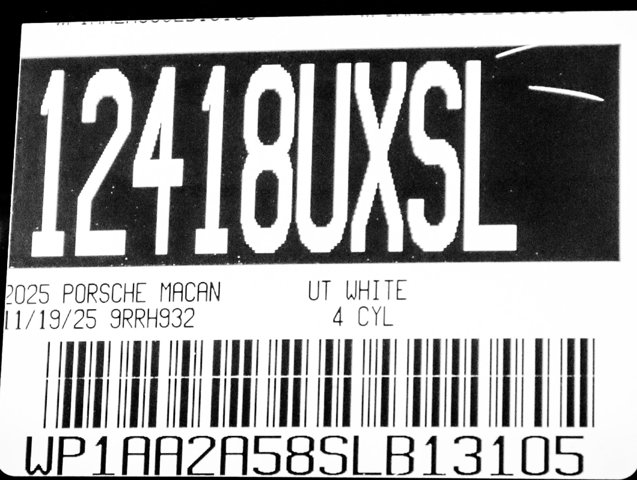 12418UXSL
2025 PORSCHE MACAN UT WHITE
11/19/25 9RRH932 4 CYL
WP1AA2A58SLB13105